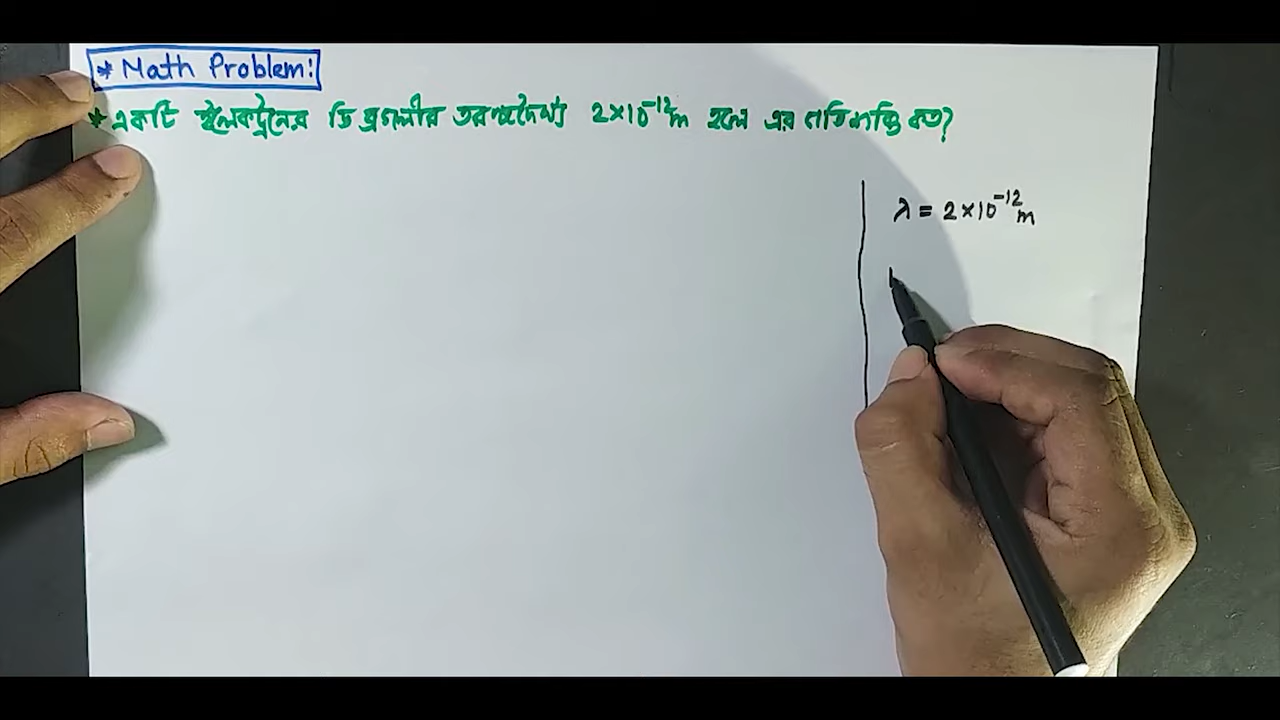 * Math Problem:
* একটি ইলেকট্রনের ডি ব্রগলীর তরঙ্গদৈর্ঘ্য 2×10⁻¹²m হলে এর গতিশক্তি কত?
λ = 2×10⁻¹²m